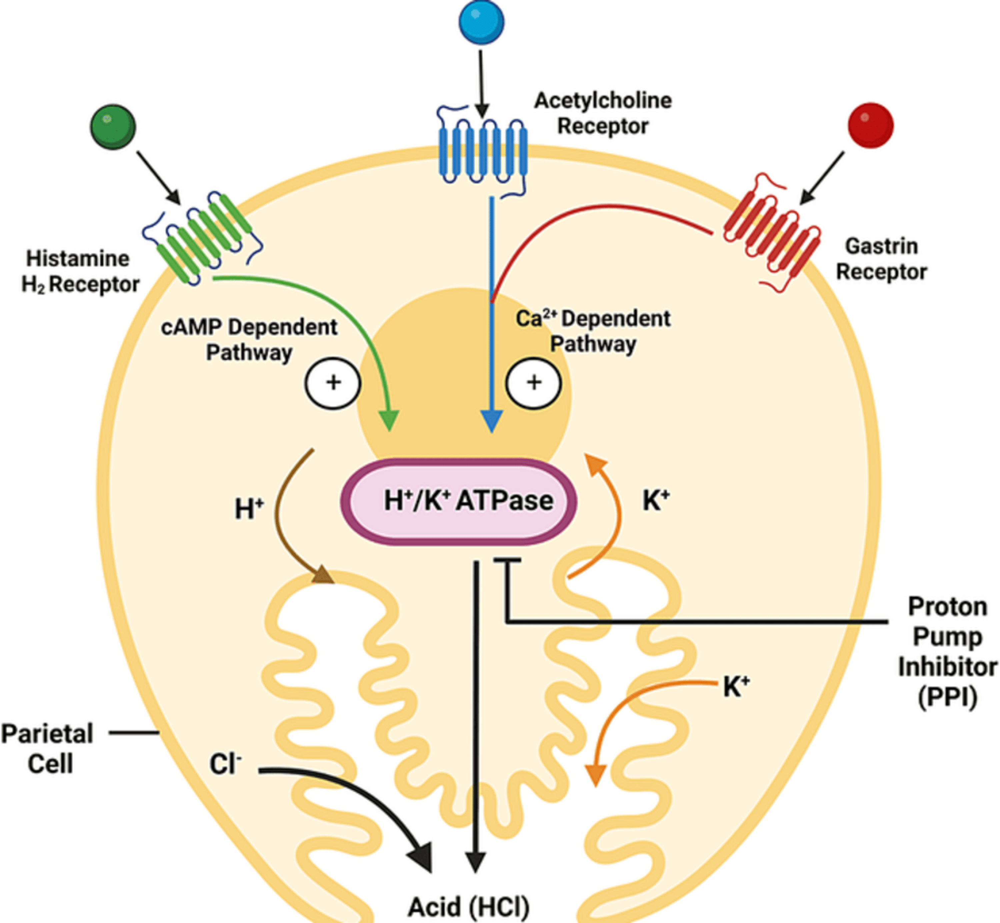 Acetylcholine
Receptor
Histamine
H₂ Receptor
Gastrin
Receptor
cAMP Dependent
Pathway
Ca²⁺ Dependent
Pathway
+
+
H⁺
H⁺/K⁺ ATPase
K⁺
Proton
Pump
Inhibitor
(PPI)
K⁺
Parietal
Cell
Cl⁻
Acid (HCl)